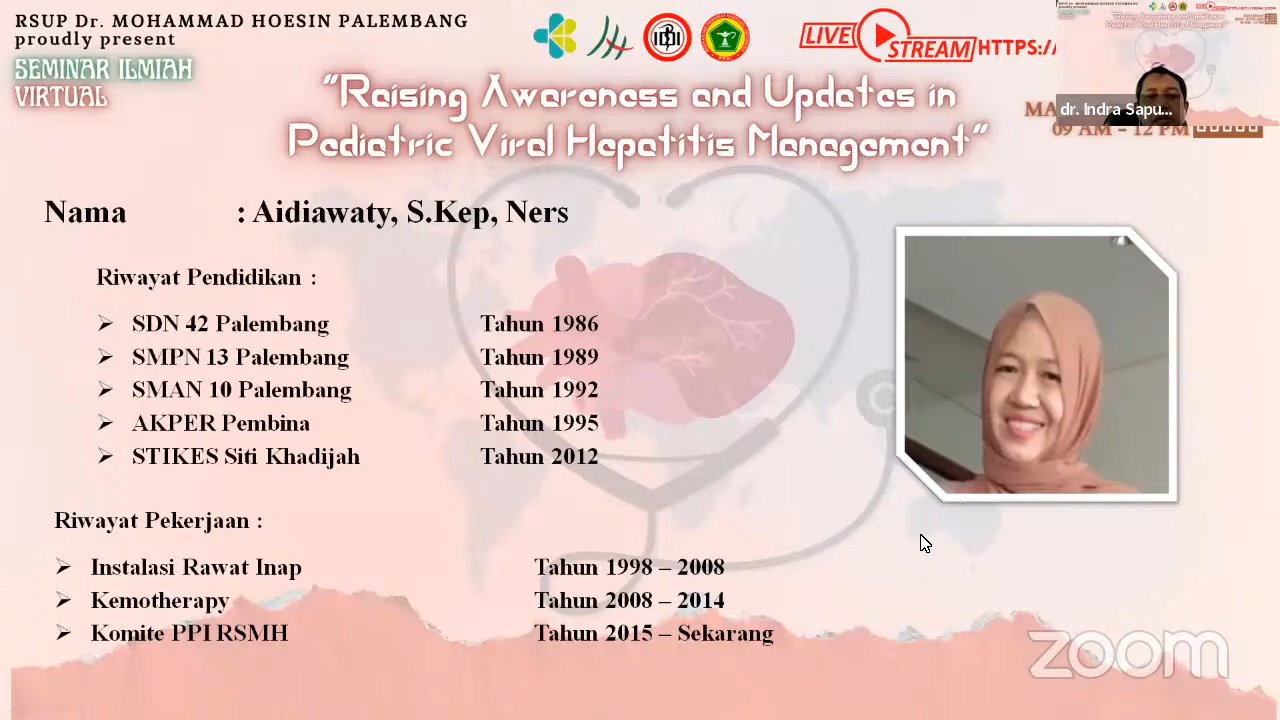 RSUP Dr. MOHAMMAD HOESIN PALEMBANG
proudly present
SEMINAR ILMIAH
VIRTUAL
LIVE
STREAM
HTTPS:/
"Raising Awareness and Updates in
Pediatric Viral Hepatitis Management"
dr. Indra Sapu...
09 AM - 12 PM
Nama : Aidiawaty, S.Kep, Ners
Riwayat Pendidikan :
SDN 42 Palembang Tahun 1986
SMPN 13 Palembang Tahun 1989
SMAN 10 Palembang Tahun 1992
AKPER Pembina Tahun 1995
STIKES Siti Khadijah Tahun 2012
Riwayat Pekerjaan :
Instalasi Rawat Inap Tahun 1998 – 2008
Kemotherapy Tahun 2008 – 2014
Komite PPI RSMH Tahun 2015 – Sekarang
zoom